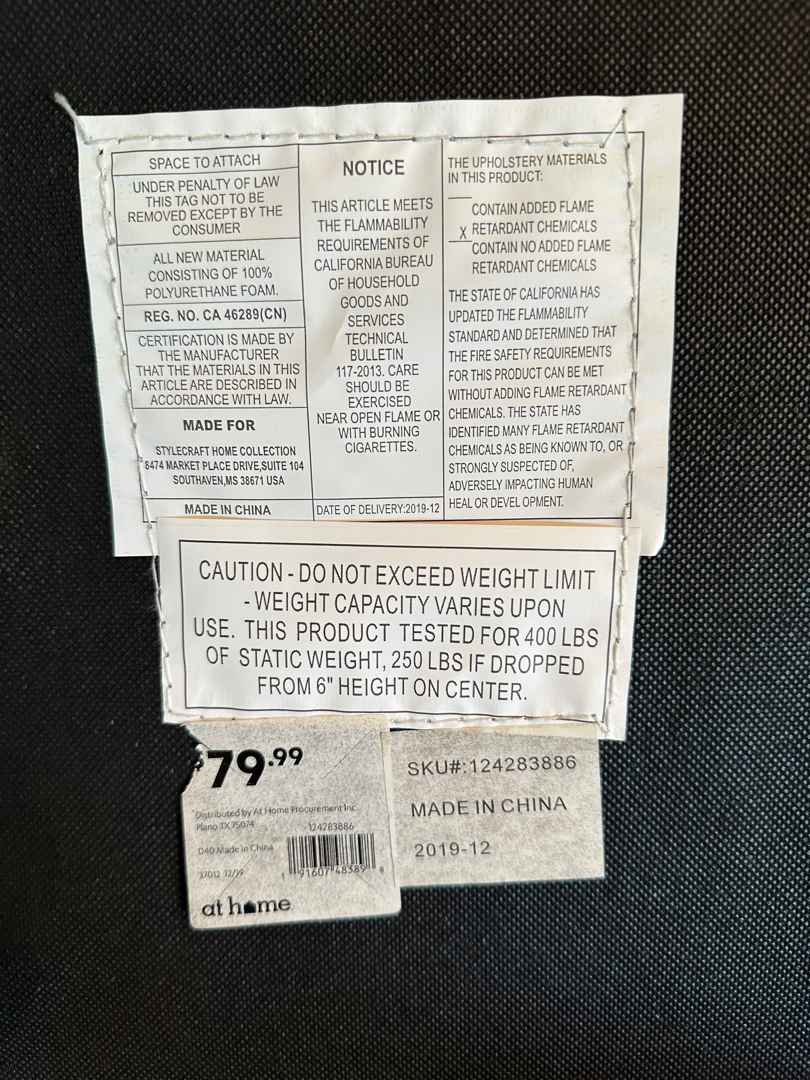 SPACE TO ATTACH
UNDER PENALTY OF LAW
THIS TAG NOT TO BE
REMOVED EXCEPT BY THE
CONSUMER
ALL NEW MATERIAL
CONSISTING OF 100%
POLYURETHANE FOAM.
REG. NO. CA 46289(CN)
CERTIFICATION IS MADE BY
THE MANUFACTURER
THAT THE MATERIALS IN THIS
ARTICLE ARE DESCRIBED IN
ACCORDANCE WITH LAW.
MADE FOR
STYLECRAFT HOME COLLECTION
8474 MARKET PLACE DRIVE,SUITE 104
SOUTHAVEN,MS 38671 USA
MADE IN CHINA
NOTICE
THIS ARTICLE MEETS
THE FLAMMABILITY
REQUIREMENTS OF
CALIFORNIA BUREAU
OF HOUSEHOLD
GOODS AND
SERVICES
TECHNICAL
BULLETIN
117-2013. CARE
SHOULD BE
EXERCISED
NEAR OPEN FLAME OR
WITH BURNING
CIGARETTES.
DATE OF DELIVERY:2019-12
THE UPHOLSTERY MATERIALS
IN THIS PRODUCT:
CONTAIN ADDED FLAME
X RETARDANT CHEMICALS
CONTAIN NO ADDED FLAME
RETARDANT CHEMICALS
THE STATE OF CALIFORNIA HAS
UPDATED THE FLAMMABILITY
STANDARD AND DETERMINED THAT
THE FIRE SAFETY REQUIREMENTS
FOR THIS PRODUCT CAN BE MET
WITHOUT ADDING FLAME RETARDANT
CHEMICALS. THE STATE HAS
IDENTIFIED MANY FLAME RETARDANT
CHEMICALS AS BEING KNOWN TO, OR
STRONGLY SUSPECTED OF,
ADVERSELY IMPACTING HUMAN
HEAL OR DEVEL OPMENT.
CAUTION - DO NOT EXCEED WEIGHT LIMIT
- WEIGHT CAPACITY VARIES UPON
USE. THIS PRODUCT TESTED FOR 400 LBS
OF STATIC WEIGHT, 250 LBS IF DROPPED
FROM 6" HEIGHT ON CENTER.
$79.99
Distributed by At Home Procurement Inc.
Plano TX 75074
124283886
D40 Made in China
37012 12/19
1 91607 48389 8
at home
SKU#:124283886
MADE IN CHINA
2019-12